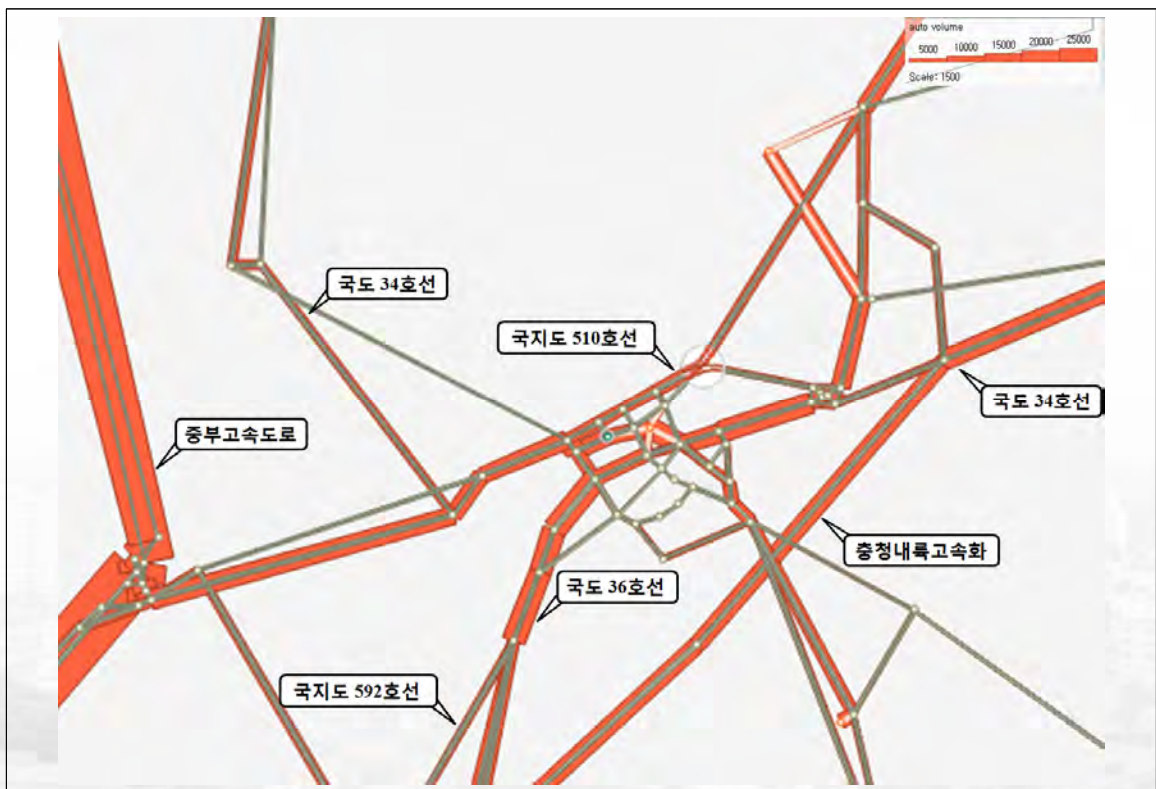 auto volume
5000 10000 15000 20000 25000
Scale: 1500
국도 34호선
국지도 510호선
국도 34호선
중부고속도로
충청내륙고속화
국도 36호선
국지도 592호선